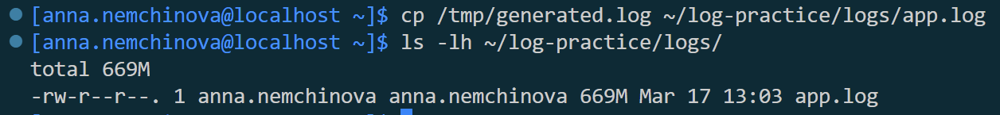 [anna.nemchinova@localhost ~]$ cp /tmp/generated.log ~/log-practice/logs/app.log
[anna.nemchinova@localhost ~]$ ls -lh ~/log-practice/logs/
total 669M
-rw-r--r--. 1 anna.nemchinova anna.nemchinova 669M Mar 17 13:03 app.log